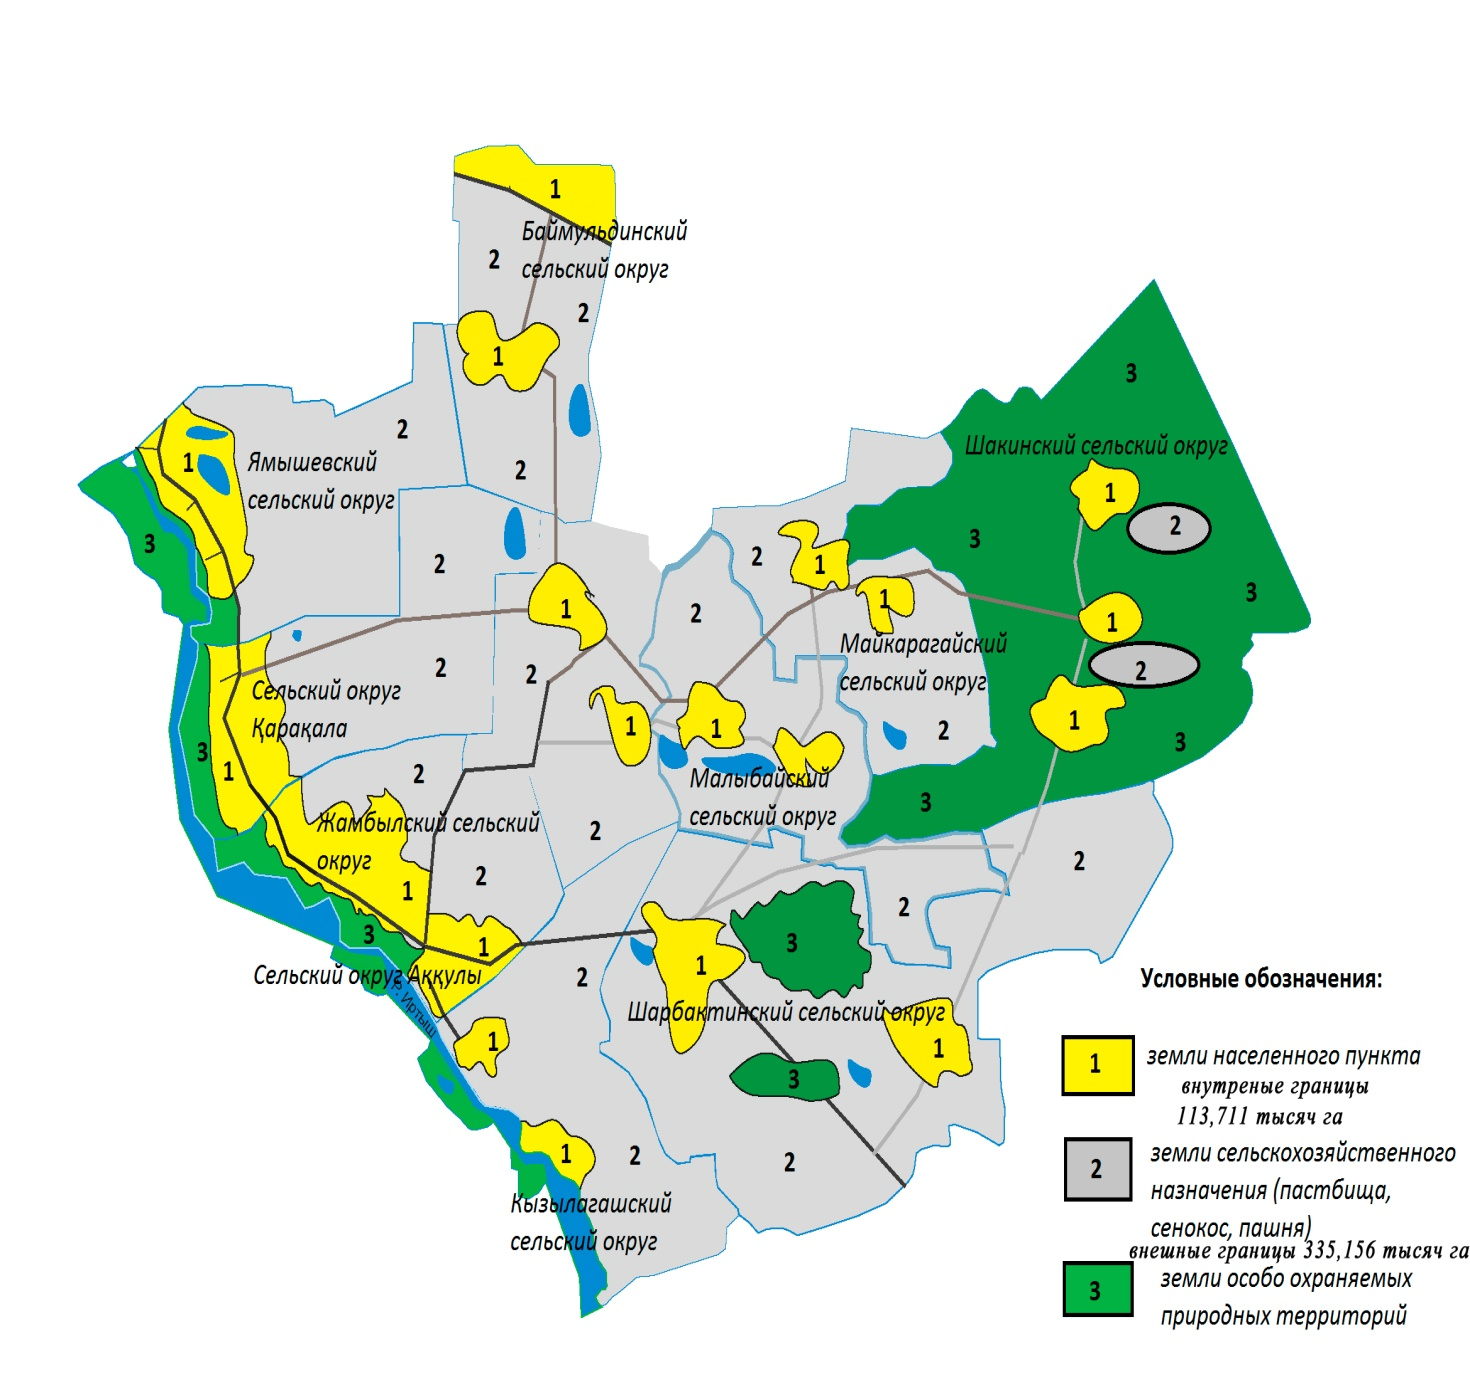 1
Баймульдинский
2
сельский округ
2
1
3
2
Шакинский сельский округ
1
Ямышевский
2
сельский округ
1
2
3
3
2
2
1
3
1
1
2
1
2
Майкарагайский
2
2
сельский округ
2
Сельский округ
Қарақала
1
1
1
2
3
3
1
2
Малыбайский
сельский округ
3
Жамбылский сельский
округ
2
2
2
1
2
3
1
3
1
2
Сельский округ Аққулы
Р. Иртыш
Шарбактинский сельский округ
1
1
3
1
2
2
Кызылагашский
сельский округ
Условные обозначения:
1
земли населенного пункта
внутреные границы
113,711 тысяч га
2
земли сельскохозяйственного
назначения (пастбища,
сенокос, пашня)
внешные границы 335,156 тысяч га
3
земли особо охраняемых
природных территорий